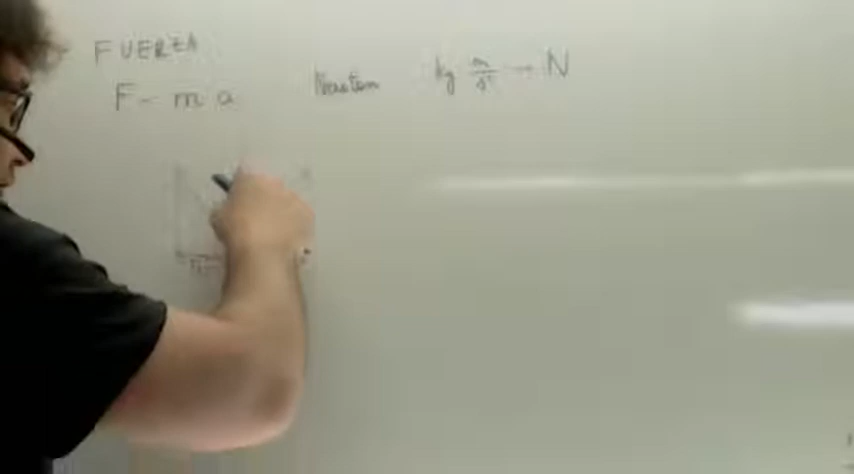 FUERZA
F = m a Newton kg m/s² → N